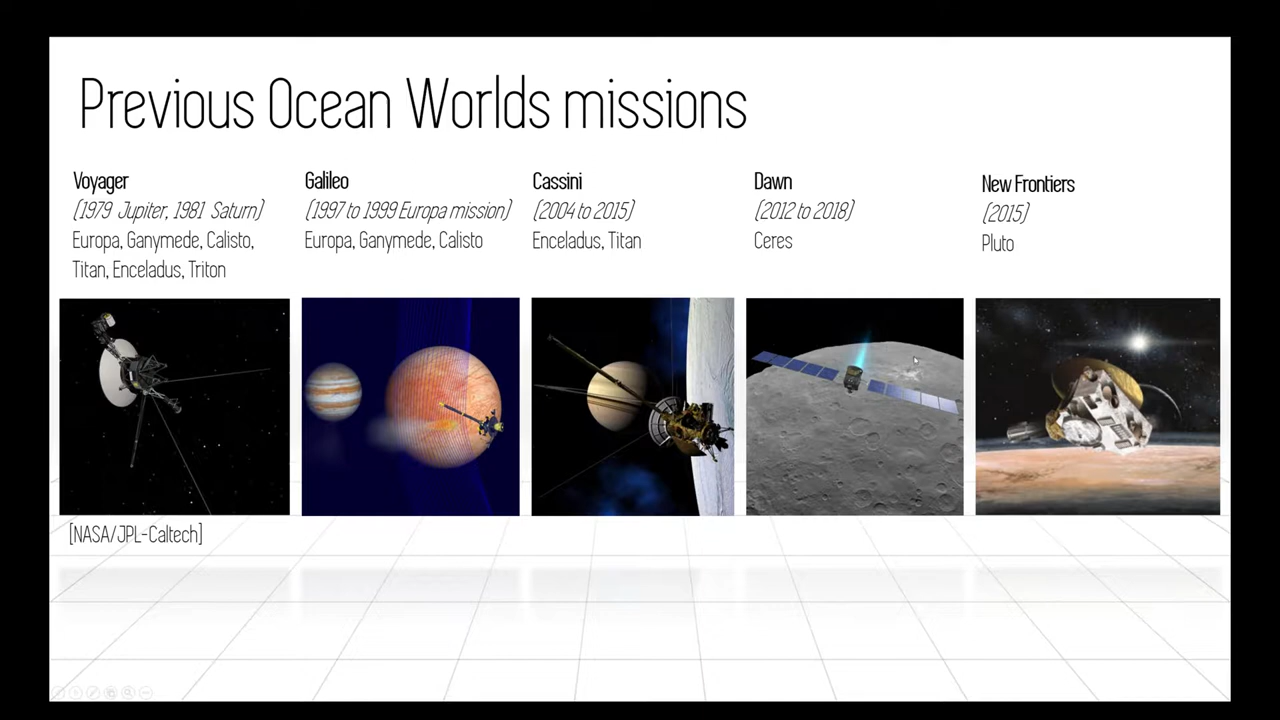 Previous Ocean Worlds missions
Voyager
(1979 Jupiter, 1981 Saturn)
Europa, Ganymede, Calisto,
Titan, Enceladus, Triton
Galileo
(1997 to 1999 Europa mission)
Europa, Ganymede, Calisto
Cassini
(2004 to 2015)
Enceladus, Titan
Dawn
(2012 to 2018)
Ceres
New Frontiers
(2015)
Pluto
[NASA/JPL-Caltech]